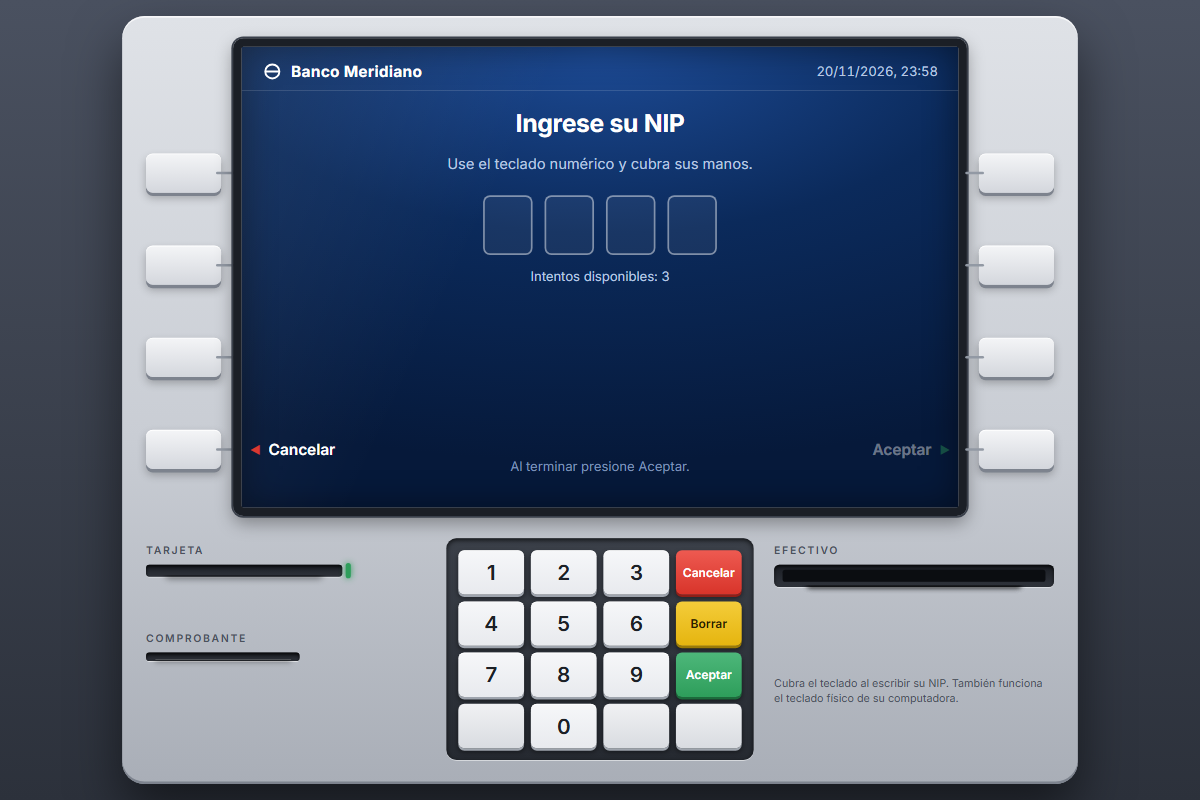 Banco Meridiano
20/11/2026, 23:58
Ingrese su NIP
Use el teclado numérico y cubra sus manos.
Intentos disponibles: 3
Cancelar
Aceptar
Al terminar presione Aceptar.
TARJETA
COMPROBANTE
1 2 3 Cancelar
4 5 6 Borrar
7 8 9 Aceptar
0
EFECTIVO
Cubra el teclado al escribir su NIP. También funciona
el teclado físico de su computadora.